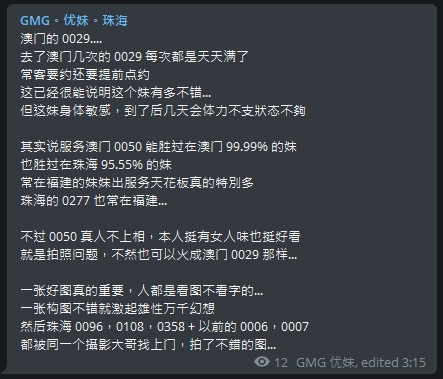 GMG。优妹。珠海
澳门的 0029....
去了澳门几次的 0029 每次都是天天满了
常客要约还要提前点约
这已经很能说明这个妹有多不错...
但这妹身体敏感，到了后几天会体力不支狀态不夠
其实说服务澳门 0050 能胜过在澳门 99.99% 的妹
也胜过在珠海 95.55% 的妹
常在福建的妹妹出服务天花板真的特別多
珠海的 0277 也常在福建...
不过 0050 真人不上相，本人挺有女人味也挺好看
就是拍照问题，不然也可以火成澳门 0029 那样...
一张好图真的重要，人都是看图不看字的...
一张构图不错就激起雄性万千幻想
然后珠海 0096，0108，0358 + 以前的 0006，0007
都被同一个攝影大哥找上门，拍了不错的图...
12 GMG 优妹, edited 3:15